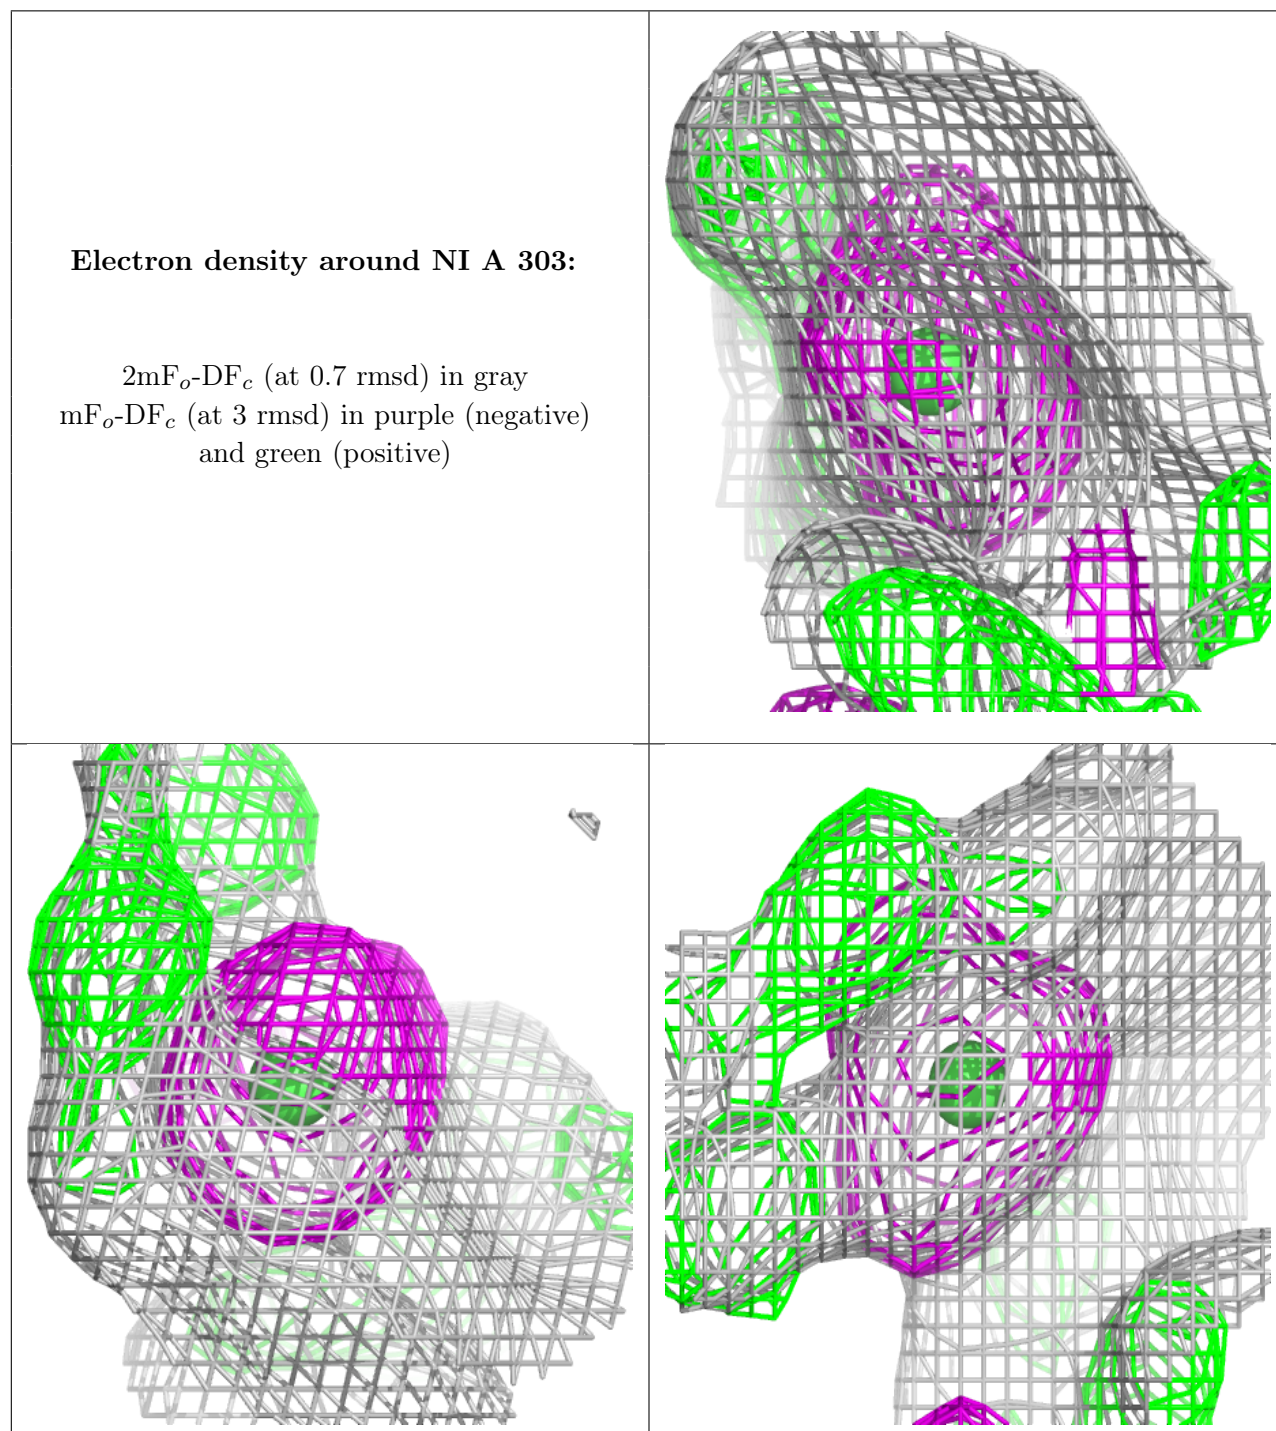 Electron density around NI A 303:
2mFo-DFc (at 0.7 rmsd) in gray
mFo-DFc (at 3 rmsd) in purple (negative)
and green (positive)